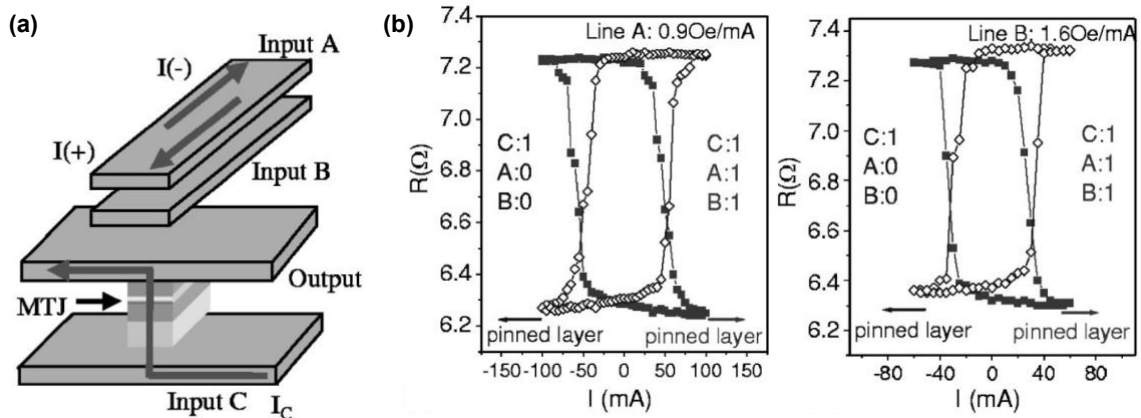 (a)
Input A
I(-)
I(+)
Input B
Output
MTJ
Input C
I_C
(b)
7.4
7.2
7.0
6.8
6.6
6.4
6.2
R(Ω)
Line A: 0.9Oe/mA
C:1
A:0
B:0
C:1
A:1
B:1
pinned layer
pinned layer
-150 -100 -50 0 50 100 150
I (mA)
7.4
7.2
7.0
6.8
6.6
6.4
6.2
R(Ω)
Line B: 1.6Oe/mA
C:1
A:0
B:0
C:1
A:1
B:1
pinned layer
pinned layer
-80 -40 0 40 80
I (mA)